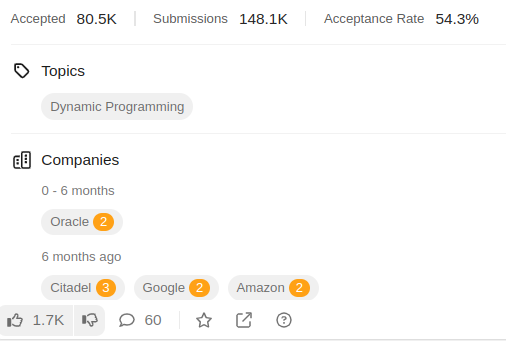 Accepted 80.5K Submissions 148.1K Acceptance Rate 54.3%
Topics
Dynamic Programming
Companies
0 - 6 months
Oracle 2
6 months ago
Citadel 3 Google 2 Amazon 2
1.7K 60